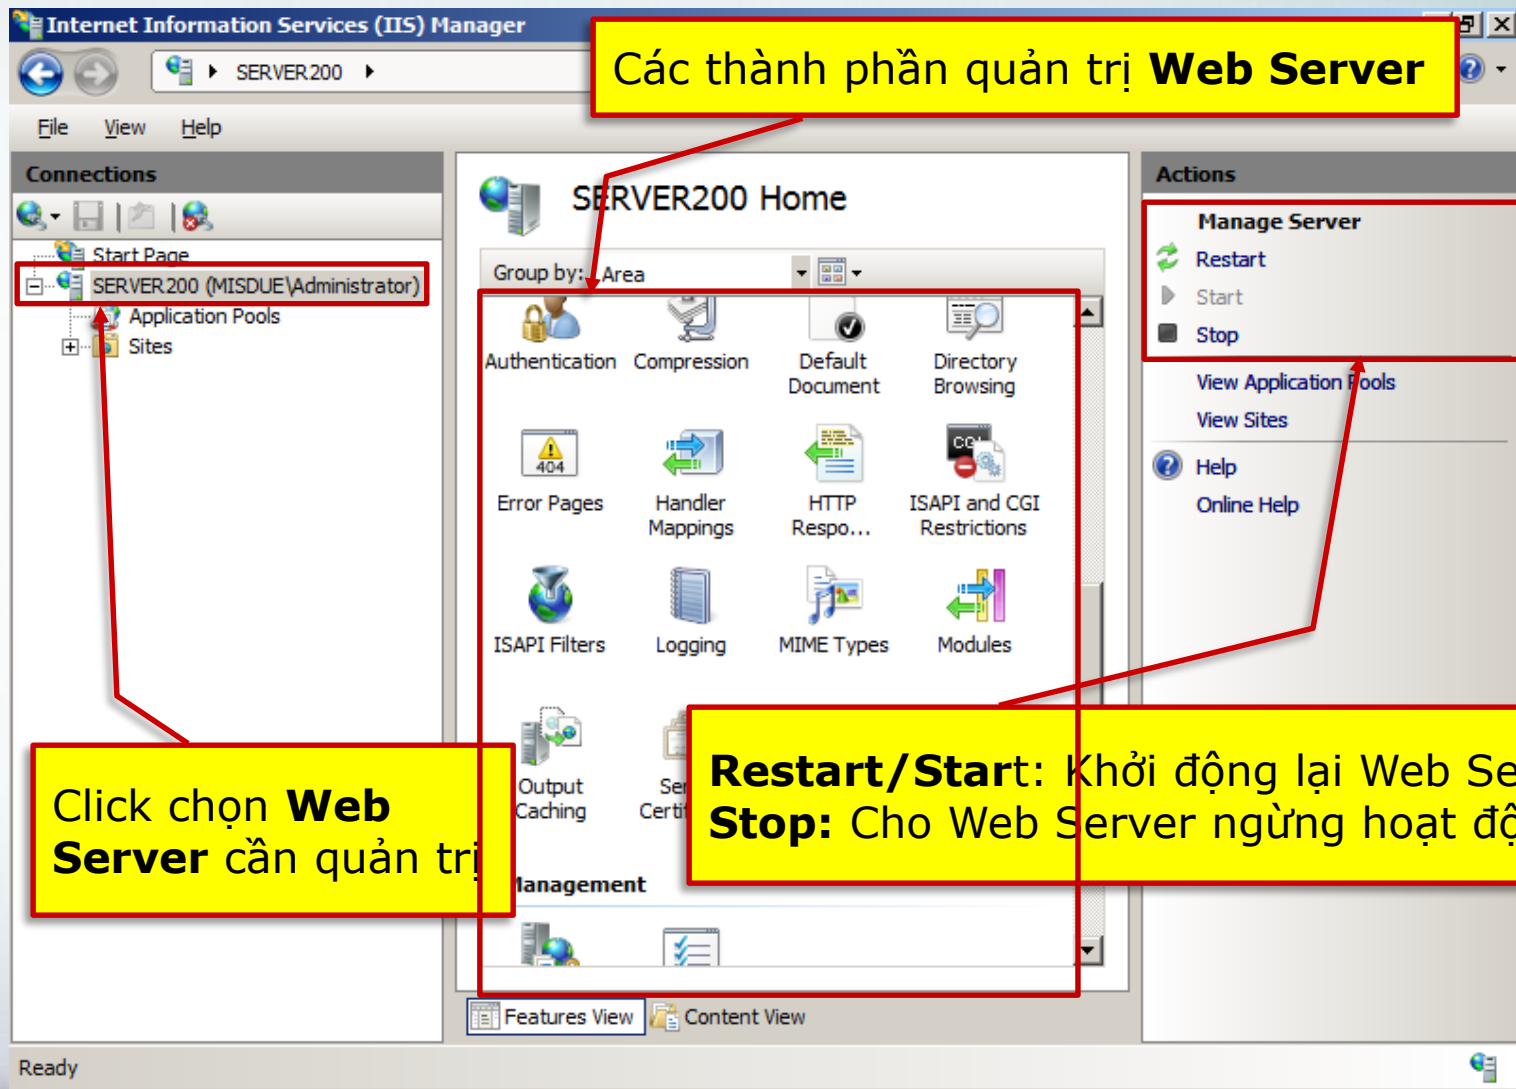 Internet Information Services (IIS) Manager
Các thành phần quản trị Web Server
SERVER200
File View Help
Connections
Start Page
SERVER200 (MISDUE\Administrator)
Application Pools
Sites
SERVER200 Home
Group by: Area
Authentication Compression Default Document Directory Browsing
Error Pages Handler Mappings HTTP Respo... ISAPI and CGI Restrictions
ISAPI Filters Logging MIME Types Modules
Output Caching
Management
Features View Content View
Actions
Manage Server
Restart
Start
Stop
View Application Pools
View Sites
Help
Online Help
Click chọn Web
Server cần quản trị
Restart/Start: Khởi động lại Web Se
Stop: Cho Web Server ngừng hoạt độ
Ready